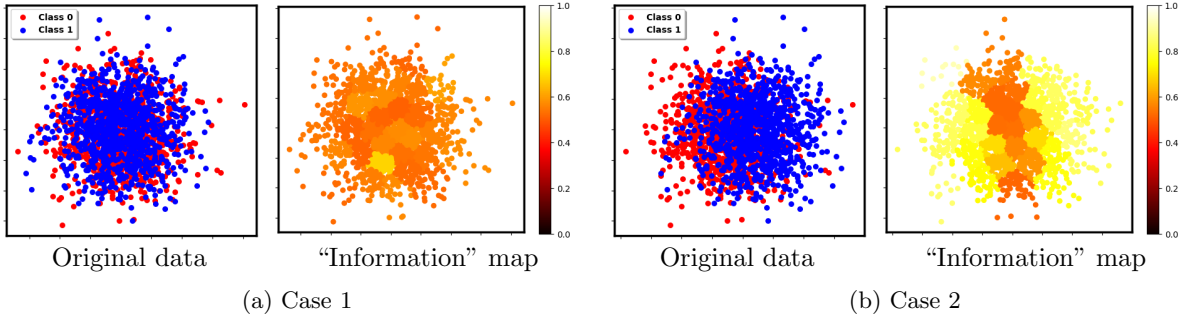 Class 0
Class 1
1.0
0.8
0.6
0.4
0.2
0.0
Class 0
Class 1
1.0
0.8
0.6
0.4
0.2
0.0
Original data
“Information” map
Original data
“Information” map
(a) Case 1
(b) Case 2